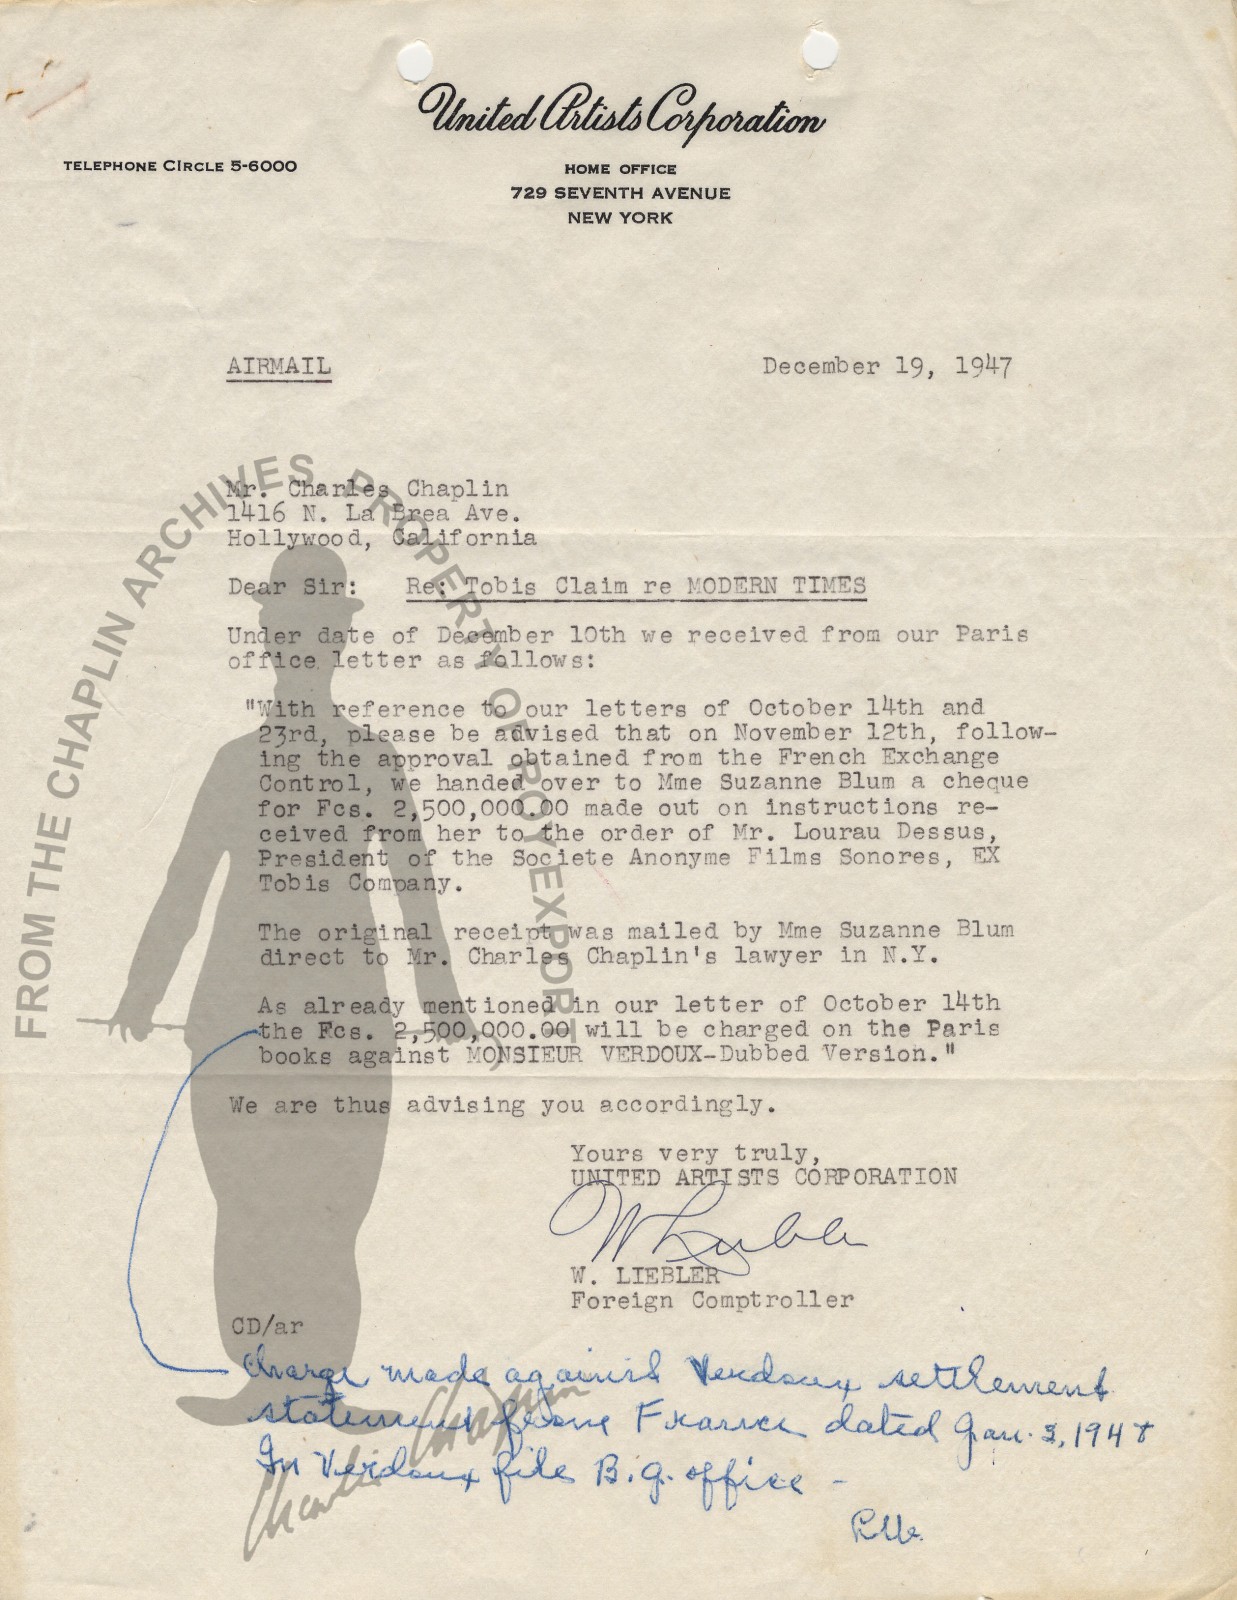 United Artists Corporation
TELEPHONE CIRCLE 5-6000
HOME OFFICE
729 SEVENTH AVENUE
NEW YORK
AIRMAIL
December 19, 1947
Mr. Charles Chaplin
1416 N. La Brea Ave.
Hollywood, California
Dear Sir: Re: Tobis Claim re MODERN TIMES
Under date of December 10th we received from our Paris
office letter as follows:
"With reference to our letters of October 14th and
23rd, please be advised that on November 12th, follow-
ing the approval obtained from the French Exchange
Control, we handed over to Mme Suzanne Blum a cheque
for Fcs. 2,500,000.00 made out on instructions re-
ceived from her to the order of Mr. Lourau Dessus,
President of the Societe Anonyme Films Sonores, EX
Tobis Company.
The original receipt was mailed by Mme Suzanne Blum
direct to Mr. Charles Chaplin's lawyer in N.Y.
As already mentioned in our letter of October 14th
the Fcs. 2,500,000.00 will be charged on the Paris
books against MONSIEUR VERDOUX-Dubbed Version."
We are thus advising you accordingly.
Yours very truly,
UNITED ARTISTS CORPORATION
W. LIEBLER
Foreign Comptroller
CD/ar
Charge made against Verdoux settlement
statement from France dated Jan. 3, 1948
In Verdoux file B.G. office -
FROM THE CHAPLIN ARCHIVES PROPERTY OF ROY EXPORT
Charlie Chaplin